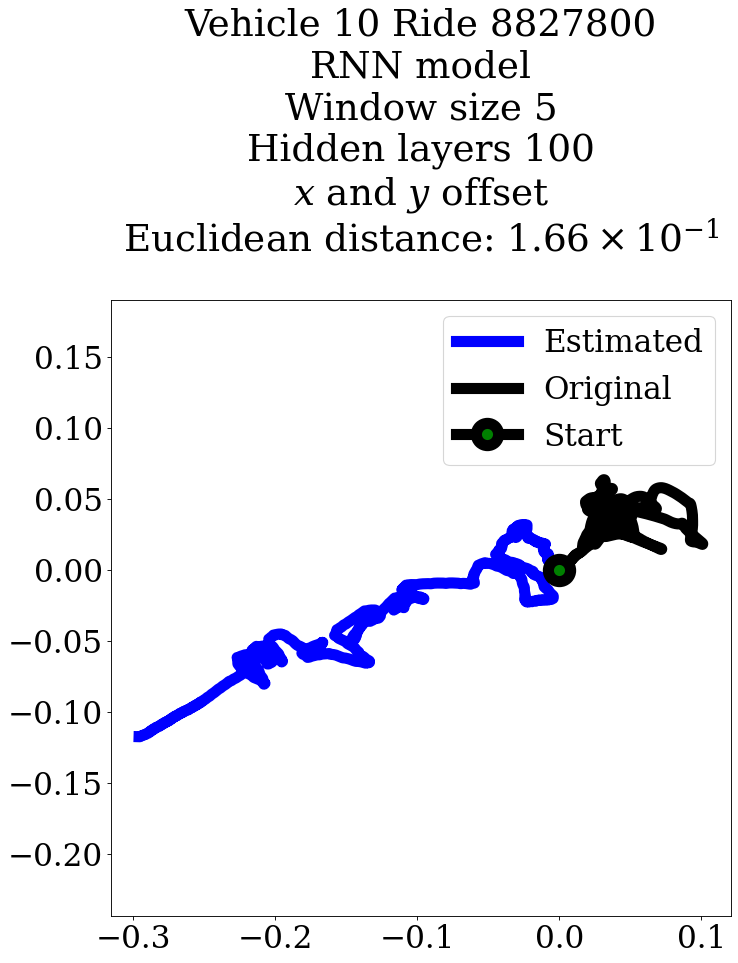 Vehicle 10 Ride 8827800
RNN model
Window size 5
Hidden layers 100
x and y offset
Euclidean distance: 1.66 × 10⁻¹
Estimated
Original
Start
0.15
0.10
0.05
0.00
−0.05
−0.10
−0.15
−0.20
−0.3 −0.2 −0.1 0.0 0.1